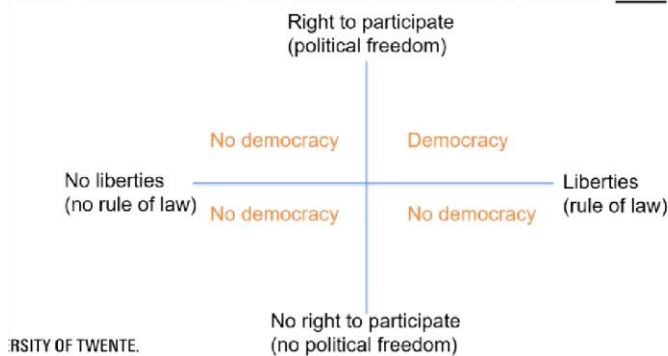 Right to participate
(political freedom)
No democracy
Democracy
No liberties
(no rule of law)
Liberties
(rule of law)
No democracy
No democracy
No right to participate
(no political freedom)
:RSITY OF TWENTE.